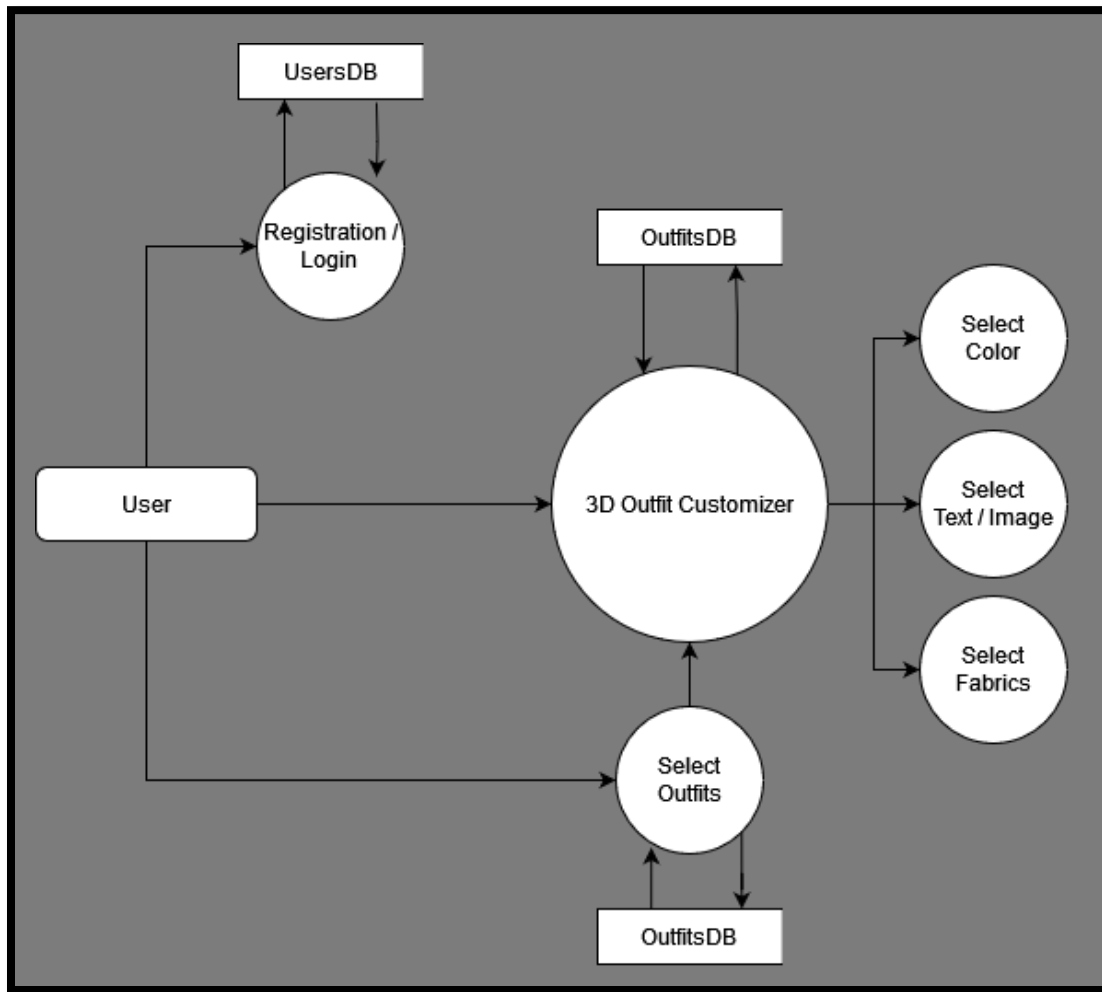 UsersDB
Registration /
Login
OutfitsDB
Select
Color
User
3D Outfit Customizer
Select
Text / Image
Select
Fabrics
Select
Outfits
OutfitsDB